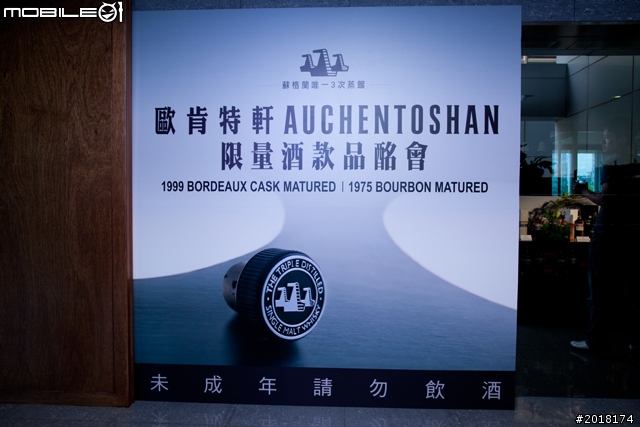 MOBILE01
蘇格蘭唯一3次蒸餾
歐肯特軒 AUCHENTOSHAN
限量酒款品酩會
1999 BORDEAUX CASK MATURED | 1975 BOURBON MATURED
THE TRIPLE DISTILLED
SINGLE MALT WHISKY
未成年請勿飲酒
#2018174